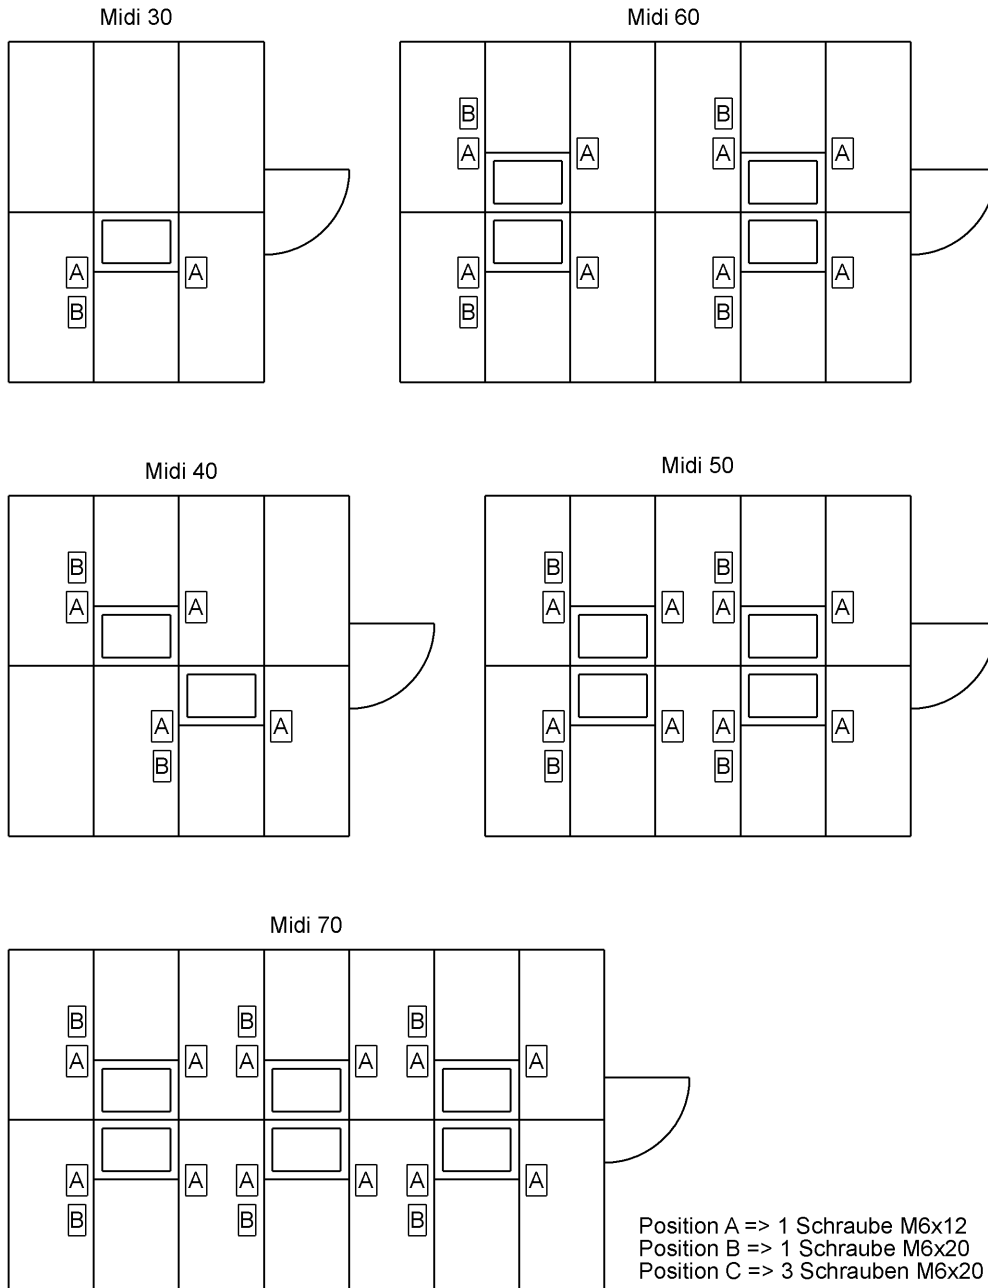 Midi 30
A
A
B
Midi 60
B
B
A
A
A
A
A
A
A
A
B
B
Midi 40
B
A
A
A
A
B
Midi 50
B
B
A
A
A
A
A
A
A
A
B
B
Midi 70
B
B
B
A
A
A
A
A
A
A
A
A
A
A
A
B
B
B
Position A => 1 Schraube M6x12
Position B => 1 Schraube M6x20
Position C => 3 Schrauben M6x20